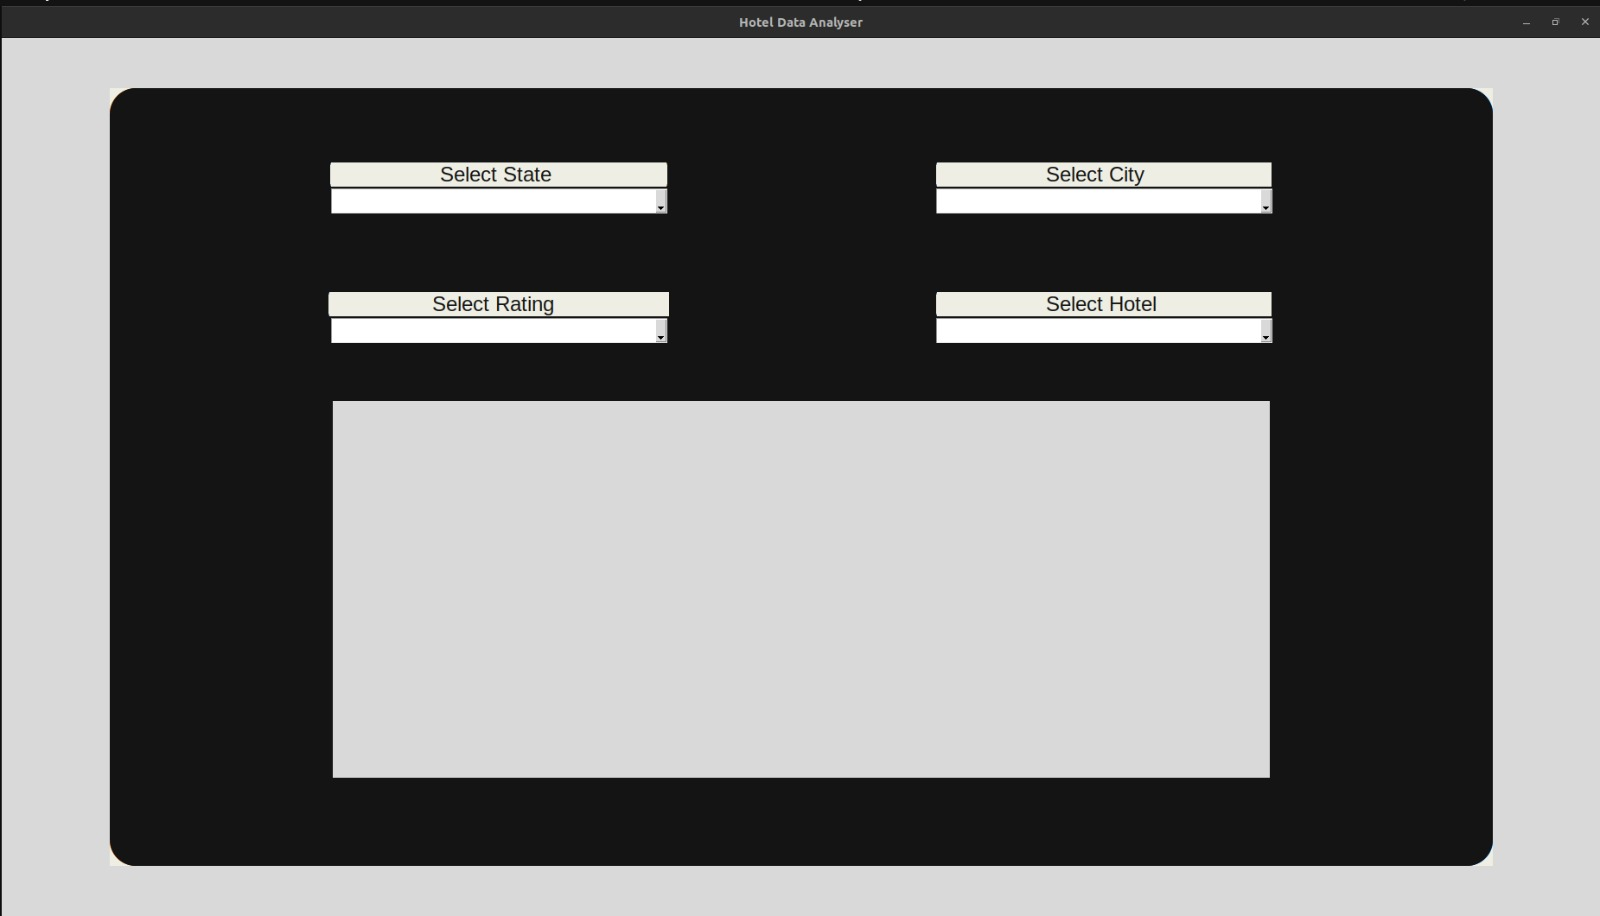 Hotel Data Analyser
Select State
Select City
Select Rating
Select Hotel